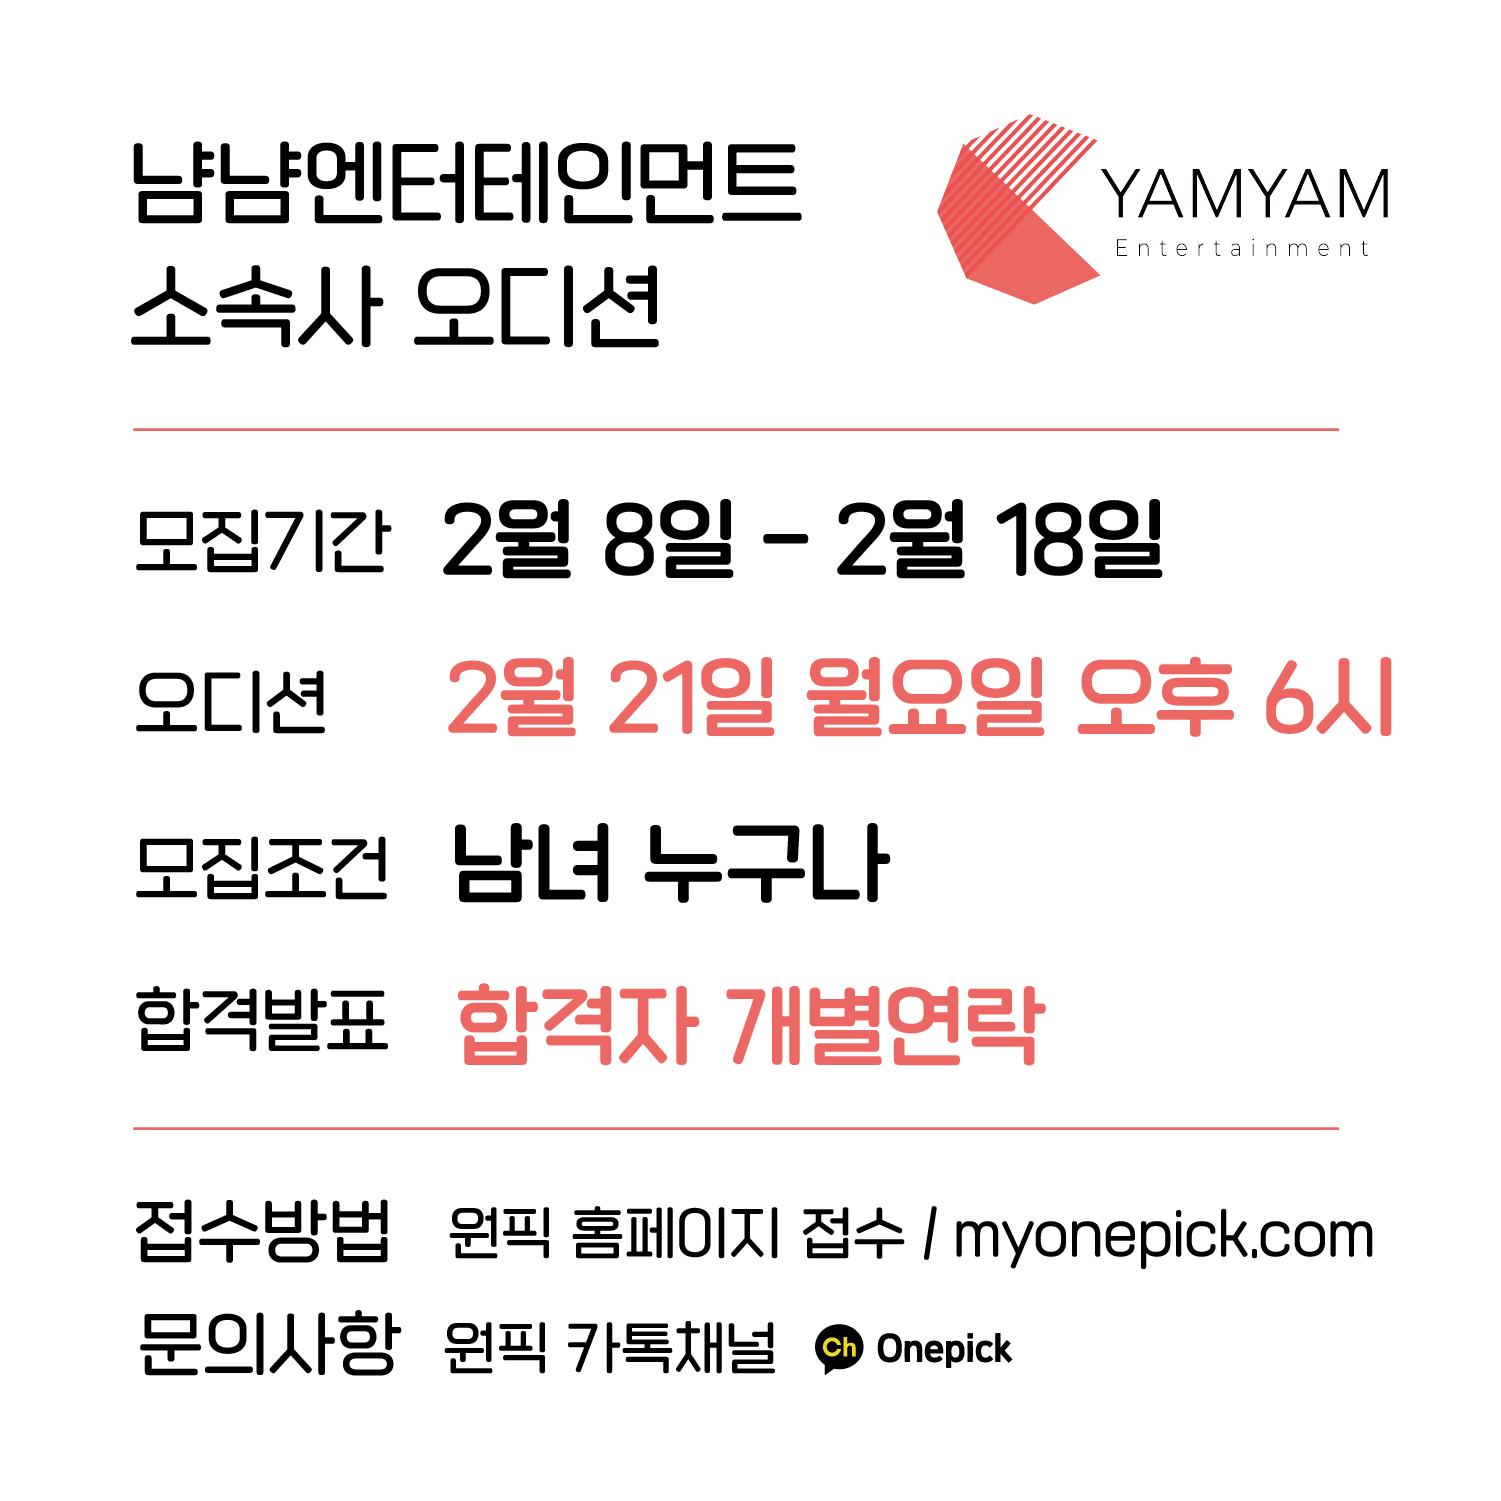 냠냠엔터테인먼트
소속사 오디션
YAMYAM
Entertainment
모집기간 2월 8일 - 2월 18일
오디션 2월 21일 월요일 오후 6시
모집조건 남녀 누구나
합격발표 합격자 개별연락
접수방법 원픽 홈페이지 접수 / myonepick.com
문의사항 원픽 카톡채널 Ch Onepick